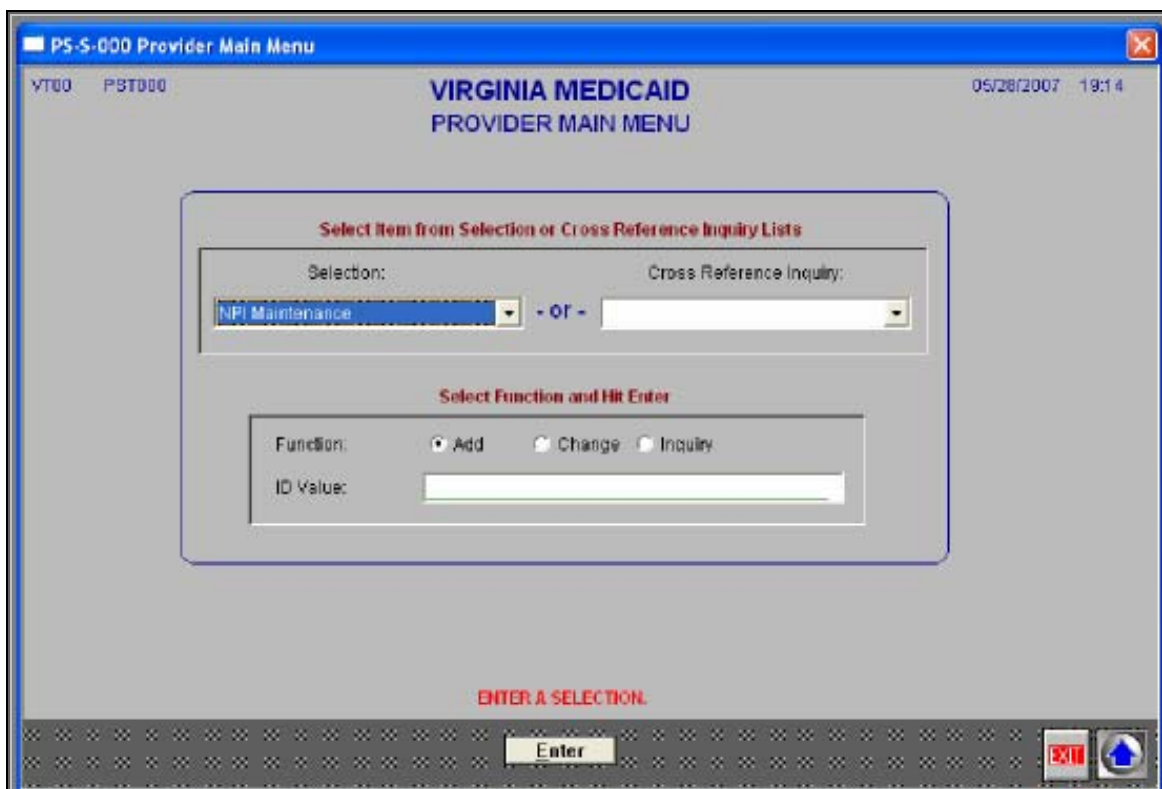 PS-S-000 Provider Main Menu
VT00 PST000 VIRGINIA MEDICAID 05/28/2007 19:14
PROVIDER MAIN MENU
Select Item from Selection or Cross Reference Inquiry Lists
Selection: Cross Reference Inquiry:
NPI Maintenance - or -
Select Function and Hit Enter
Function: Add Change Inquiry
ID Value:
ENTER A SELECTION.
Enter EXIT